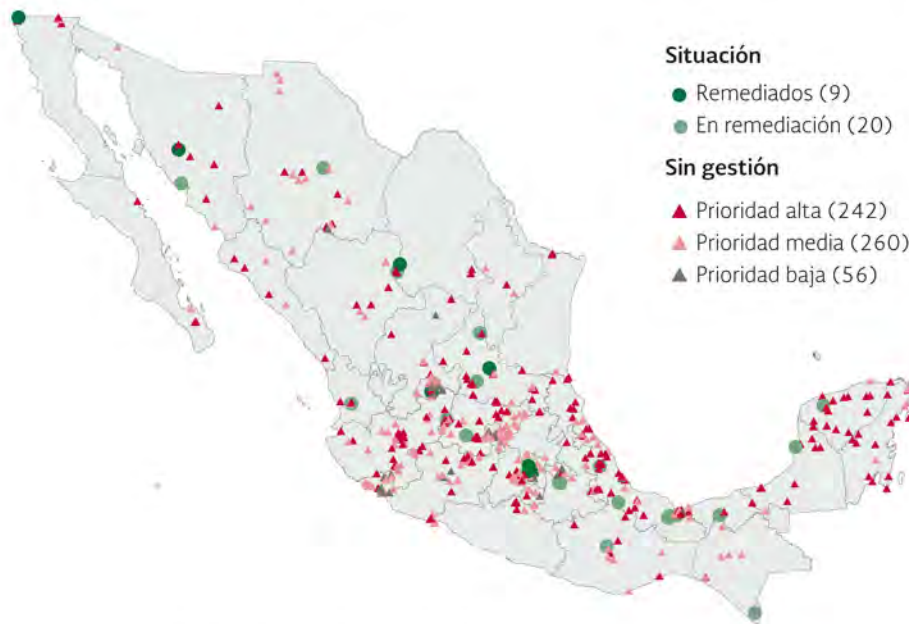 Situación
Remediados (9)
En remediación (20)
Sin gestión
Prioridad alta (242)
Prioridad media (260)
Prioridad baja (56)